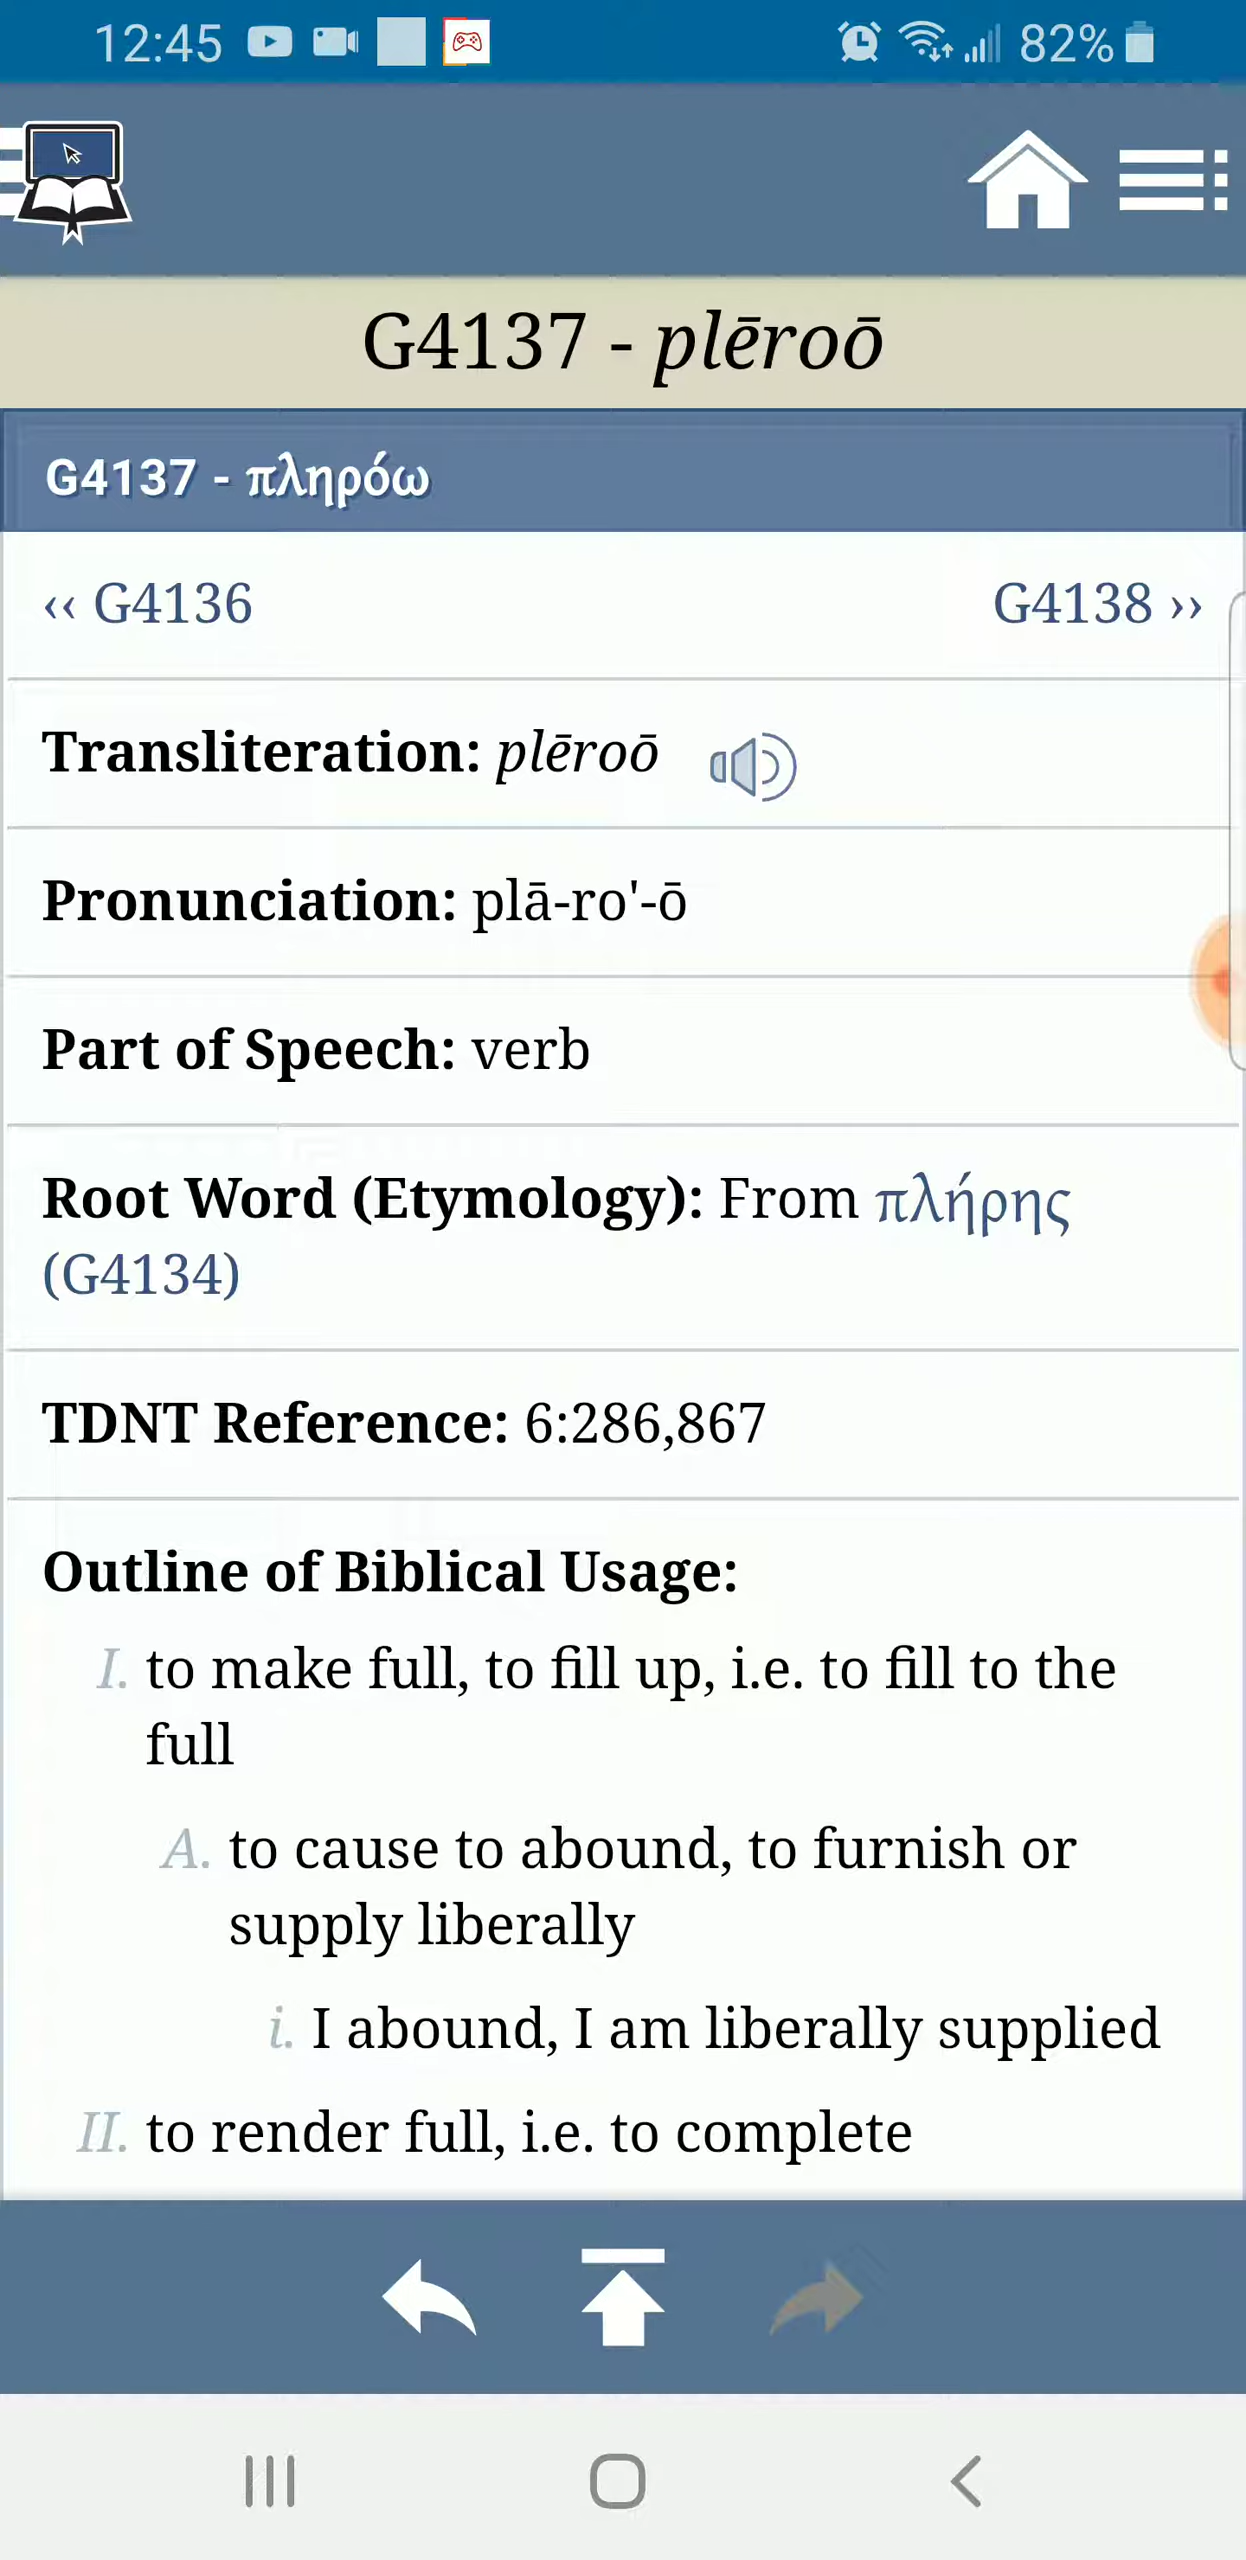 12:45 82%
G4137 - plēroō
G4137 - πληρόω
‹‹ G4136 G4138 ››
Transliteration: plēroō
Pronunciation: plā-ro'-ō
Part of Speech: verb
Root Word (Etymology): From πλήρης
(G4134)
TDNT Reference: 6:286,867
Outline of Biblical Usage:
I. to make full, to fill up, i.e. to fill to the
full
A. to cause to abound, to furnish or
supply liberally
i. I abound, I am liberally supplied
II. to render full, i.e. to complete